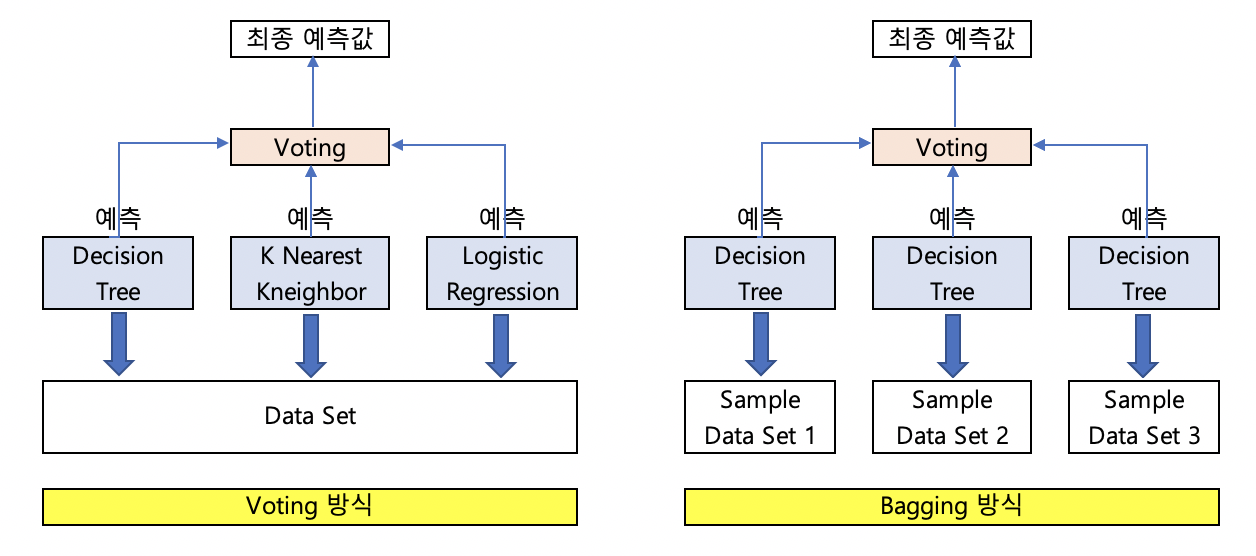 최종 예측값
Voting
예측
예측
예측
Decision
Tree
K Nearest
Kneighbor
Logistic
Regression
Data Set
Voting 방식
최종 예측값
Voting
예측
예측
예측
Decision
Tree
Decision
Tree
Decision
Tree
Sample
Data Set 1
Sample
Data Set 2
Sample
Data Set 3
Bagging 방식